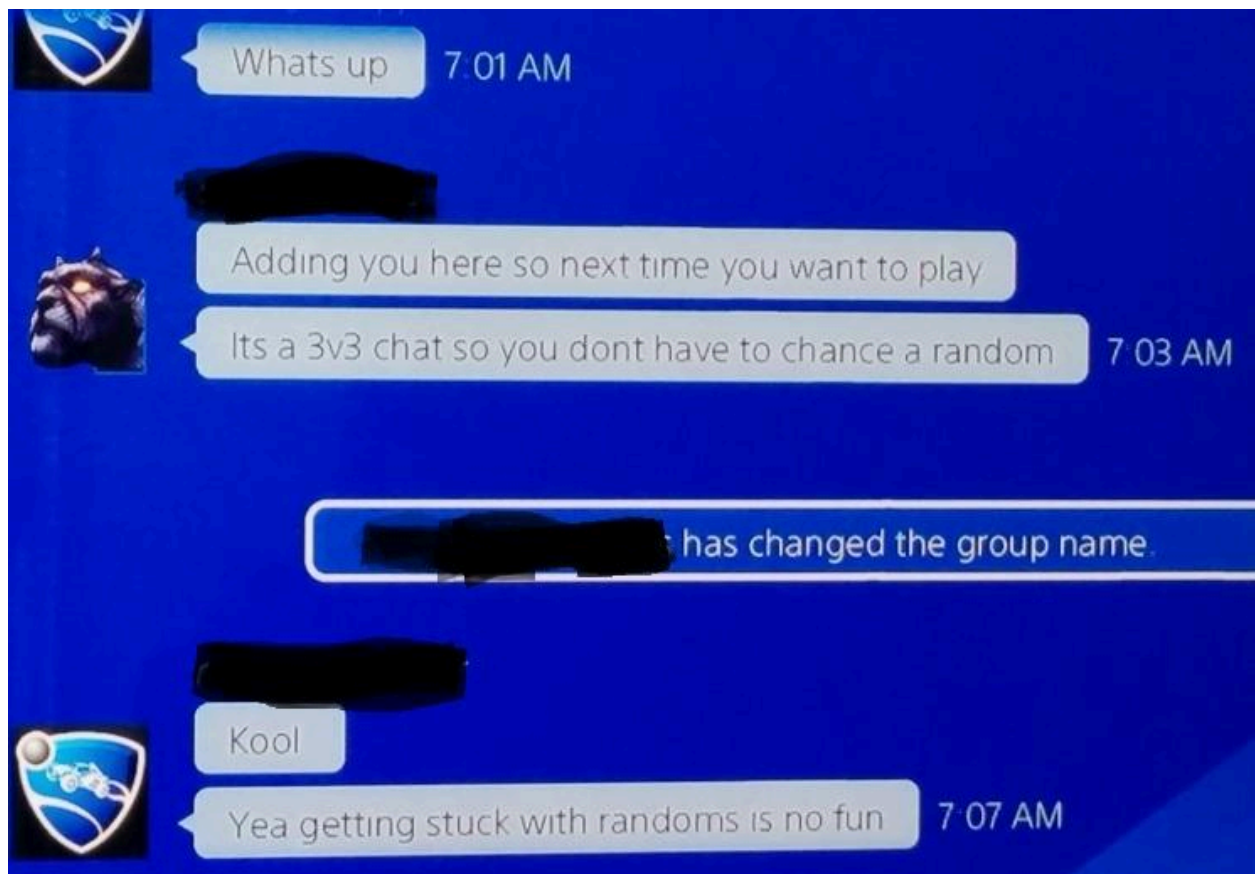 Whats up
7:01 AM
Adding you here so next time you want to play
Its a 3v3 chat so you dont have to chance a random
7:03 AM
has changed the group name.
Kool
Yea getting stuck with randoms is no fun
7:07 AM